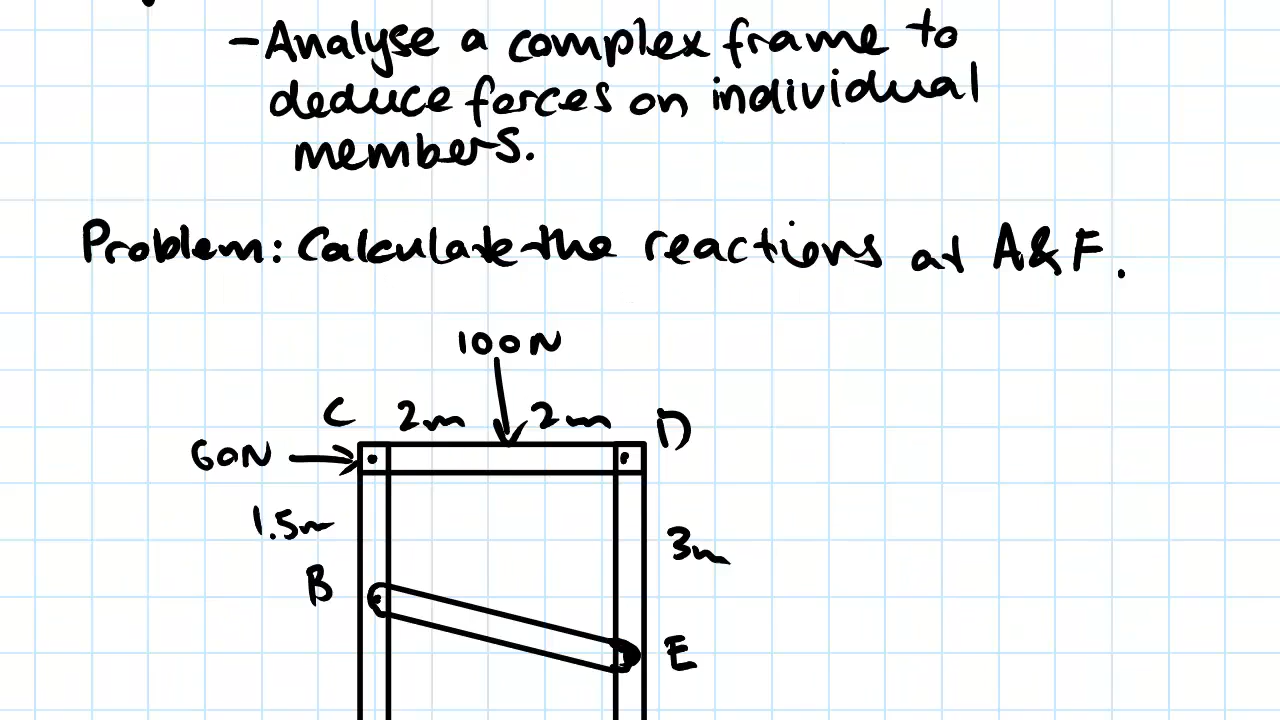 -Analyse a complex frame to
deduce forces on individual
members.
Problem: Calculate the reactions at A&F.
100N
C 2m 2m D
60N
1.5m
3m
B
E